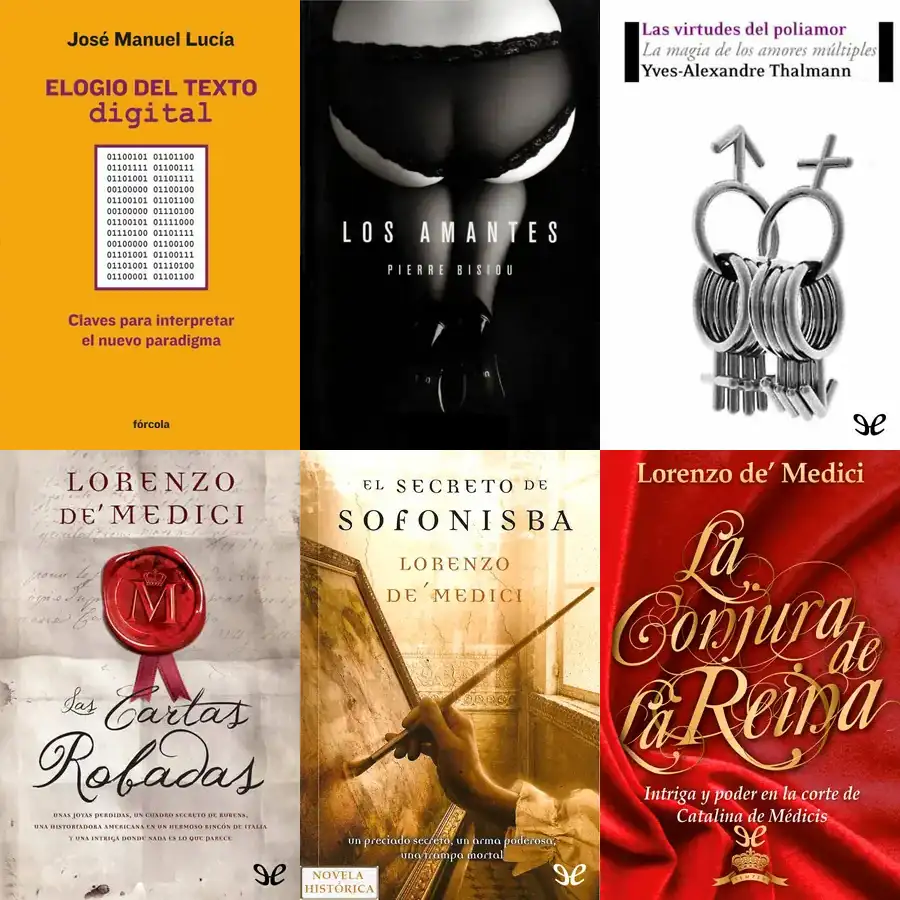 José Manuel Lucía
ELOGIO DEL TEXTO
digital
01100101 01101100
01101111 01100111
01101001 01101111
00100000 01100100
01100101 01101100
00100000 01110100
01100101 01111000
01110100 01101111
00100000 01100100
01101001 01100111
01101001 01110100
01100001 01101100
Claves para interpretar
el nuevo paradigma
fórcola
LOS AMANTES
PIERRE BISIOU
Las virtudes del poliamor
La magia de los amores múltiples
Yves-Alexandre Thalmann
LORENZO
DE' MEDICI
M
Las Cartas
Robadas
UNAS JOYAS PERDIDAS, UN CUADRO SECRETO DE RUBENS,
UNA HISTORIADORA AMERICANA EN UN HERMOSO RINCÓN DE ITALIA
Y UNA INTRIGA DONDE NADA ES LO QUE PARECE
EL SECRETO DE
SOFONISBA
LORENZO
DE´MEDICI
un preciado secreto, un arma poderosa,
una trampa mortal
NOVELA
HISTÓRICA
Lorenzo de’ Medici
La
Conjura
de
La Reina
Intriga y poder en la corte de
Catalina de Médicis